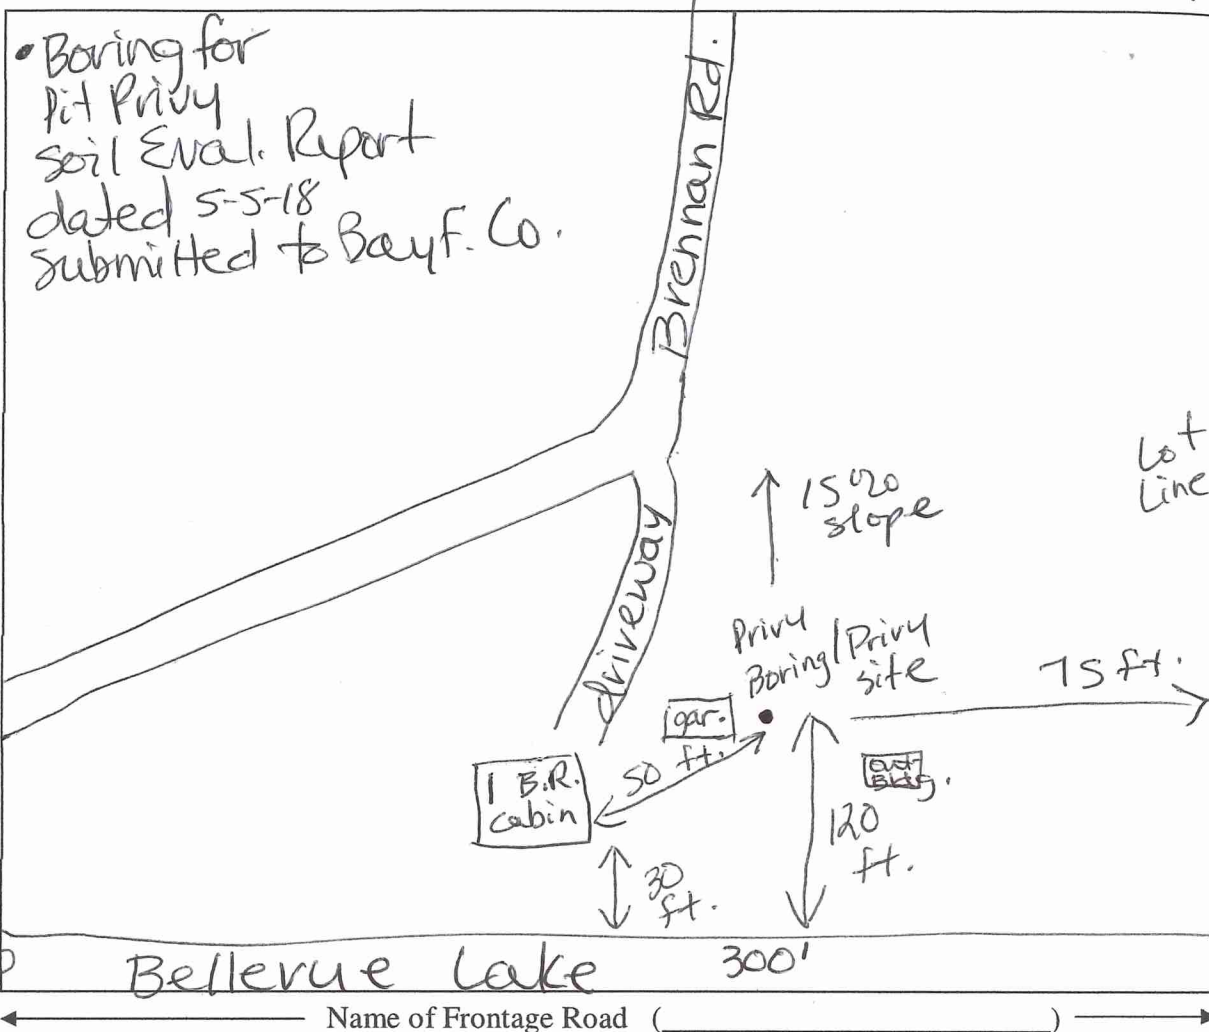 • Boring for
Pit Privy
Soil Eval. Report
dated 5-5-18
submitted to Bayf. Co.
Brennan Rd.
Lot
Line
15%
slope
driveway
Privy
Boring/Privy
site
75 ft.
gar.
50 ft.
out-
Bldg.
1 B.R.
cabin
120
ft.
30
ft.
Bellevue Lake 300'
Name of Frontage Road (____________________)